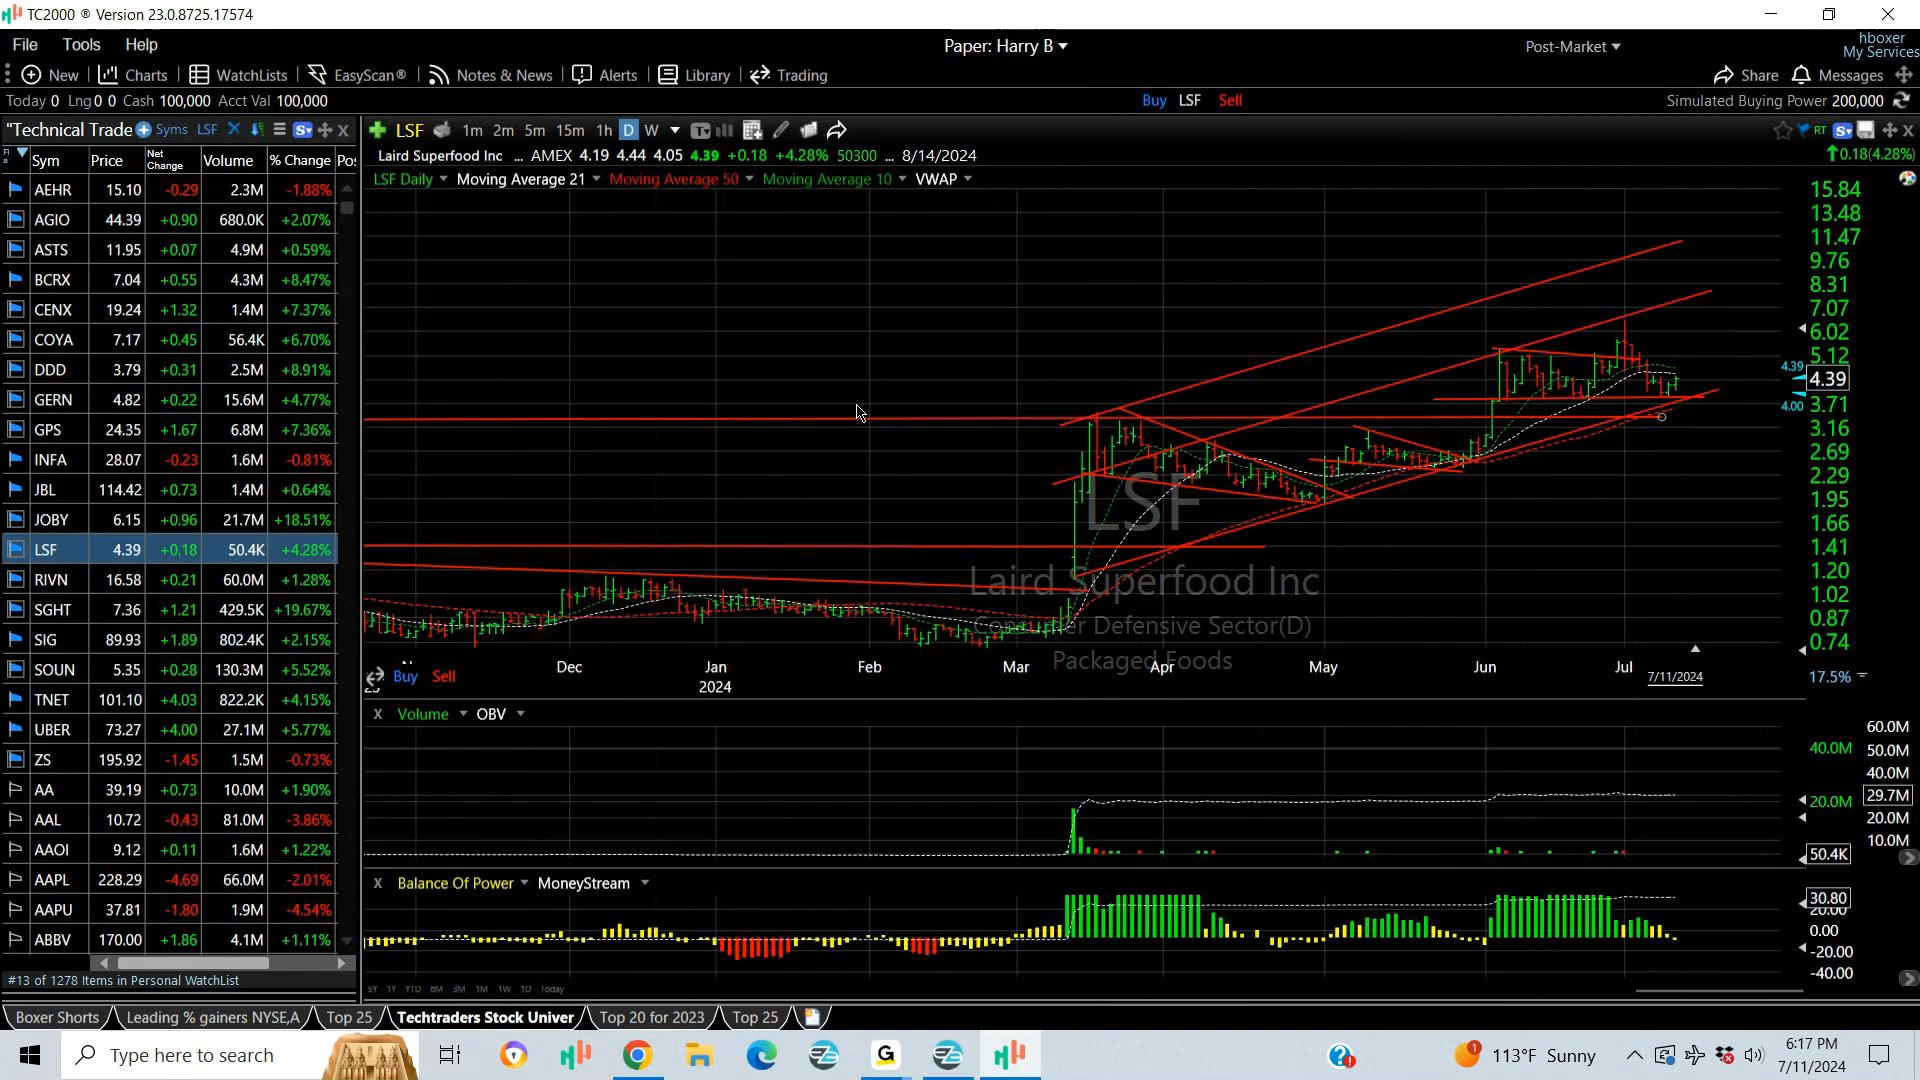 TC2000 ® Version 23.0.8725.17574
File Tools Help Paper: Harry B Post-Market hboxer
My Services
New Charts WatchLists EasyScan® Notes & News Alerts Library Trading Share Messages
Today 0 Lng 0 0 Cash 100,000 Acct Val 100,000 Buy LSF Sell Simulated Buying Power 200,000
"Technical Trade Syms LSF
Sym Price Net Change Volume % Change Pos
AEHR 15.10 -0.29 2.3M -1.88%
AGIO 44.39 +0.90 680.0K +2.07%
ASTS 11.95 +0.07 4.9M +0.59%
BCRX 7.04 +0.55 4.3M +8.47%
CENX 19.24 +1.32 1.4M +7.37%
COYA 7.17 +0.45 56.4K +6.70%
DDD 3.79 +0.31 2.5M +8.91%
GERN 4.82 +0.22 15.6M +4.77%
GPS 24.35 +1.67 6.8M +7.36%
INFA 28.07 -0.23 1.6M -0.81%
JBL 114.42 +0.73 1.4M +0.64%
JOBY 6.15 +0.96 21.7M +18.51%
LSF 4.39 +0.18 50.4K +4.28%
RIVN 16.58 +0.21 60.0M +1.28%
SGHT 7.36 +1.21 429.5K +19.67%
SIG 89.93 +1.89 802.4K +2.15%
SOUN 5.35 +0.28 130.3M +5.52%
TNET 101.10 +4.03 822.2K +4.15%
UBER 73.27 +4.00 27.1M +5.77%
ZS 195.92 -1.45 1.5M -0.73%
AA 39.19 +0.73 10.0M +1.90%
AAL 10.72 -0.43 81.0M -3.86%
AAOI 9.12 +0.11 1.6M +1.22%
AAPL 228.29 -4.69 66.0M -2.01%
AAPU 37.81 -1.80 1.9M -4.54%
ABBV 170.00 +1.86 4.1M +1.11%
#13 of 1278 Items in Personal WatchList
LSF 1m 2m 5m 15m 1h D W RT
Laird Superfood Inc ... AMEX 4.19 4.44 4.05 4.39 +0.18 +4.28% 50300 ... 8/14/2024
0.18(4.28%)
LSF Daily Moving Average 21 Moving Average 50 Moving Average 10 VWAP
15.84
13.48
11.47
9.76
8.31
7.07
6.02
5.12
4.39 4.39
4.00 3.71
3.16
2.69
2.29
1.95
1.66
1.41
1.20
1.02
0.87
0.74
LSF
Laird Superfood Inc
Consumer Defensive Sector(D)
Packaged Foods
Dec Jan Feb Mar Apr May Jun Jul
2024 7/11/2024
Buy Sell 17.5%
X Volume OBV
60.0M
40.0M 50.0M
40.0M
20.0M 29.7M
20.0M
10.0M
50.4K
X Balance Of Power MoneyStream
30.80
20.00
0.00
-20.00
-40.00
5Y 1Y YTD 6M 3M 1M 1W 1D Today
Boxer Shorts Leading % gainers NYSE,A Top 25 Techtraders Stock Univer Top 20 for 2023 Top 25
Type here to search 113°F Sunny 6:17 PM
7/11/2024